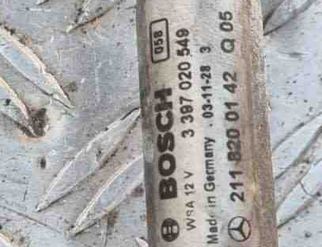 058
BOSCH
WSA 12 V 3 397 020 549
Made in Germany 03-11-28 3
211 820 01 42 Q 05